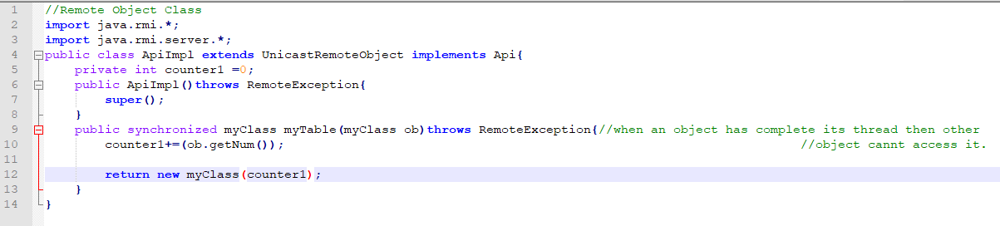 1 //Remote Object Class
2 import java.rmi.*;
3 import java.rmi.server.*;
4 public class ApiImpl extends UnicastRemoteObject implements Api{
5 private int counter1 =0;
6 public ApiImpl()throws RemoteException{
7 super();
8 }
9 public synchronized myClass myTable(myClass ob)throws RemoteException{//when an object has complete its thread then other
10 counter1+=(ob.getNum()); //object cannt access it.
11
12 return new myClass(counter1);
13 }
14 }